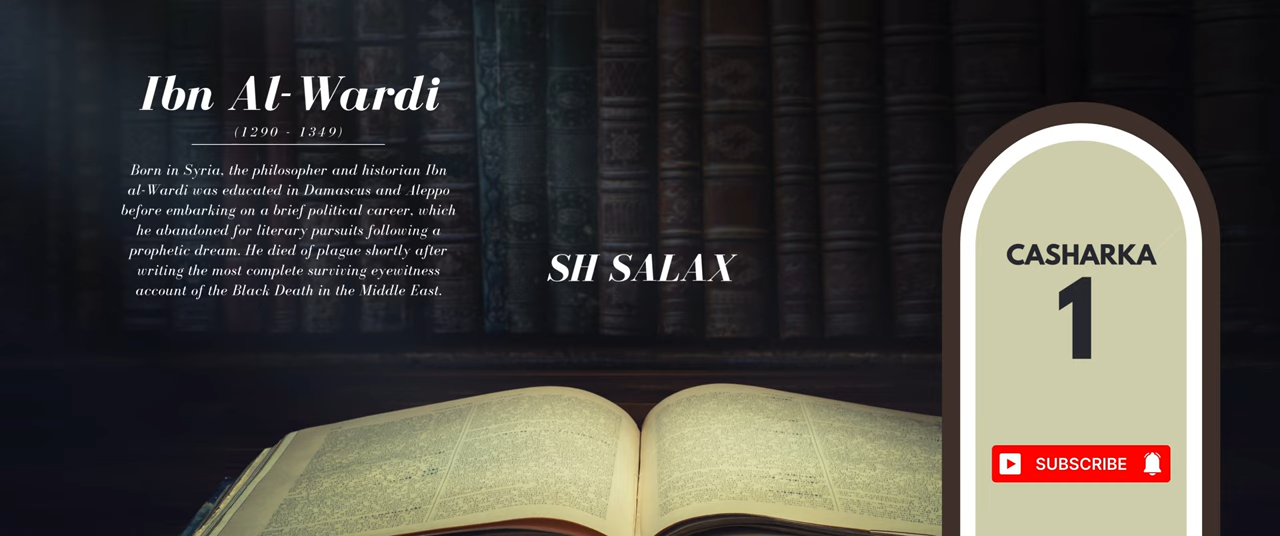 Ibn Al-Wardi
(1290 - 1349)
Born in Syria, the philosopher and historian Ibn
al-Wardi was educated in Damascus and Aleppo
before embarking on a brief political career, which
he abandoned for literary pursuits following a
prophetic dream. He died of plague shortly after
writing the most complete surviving eyewitness
account of the Black Death in the Middle East.
SH SALAX
CASHARKA
1
SUBSCRIBE